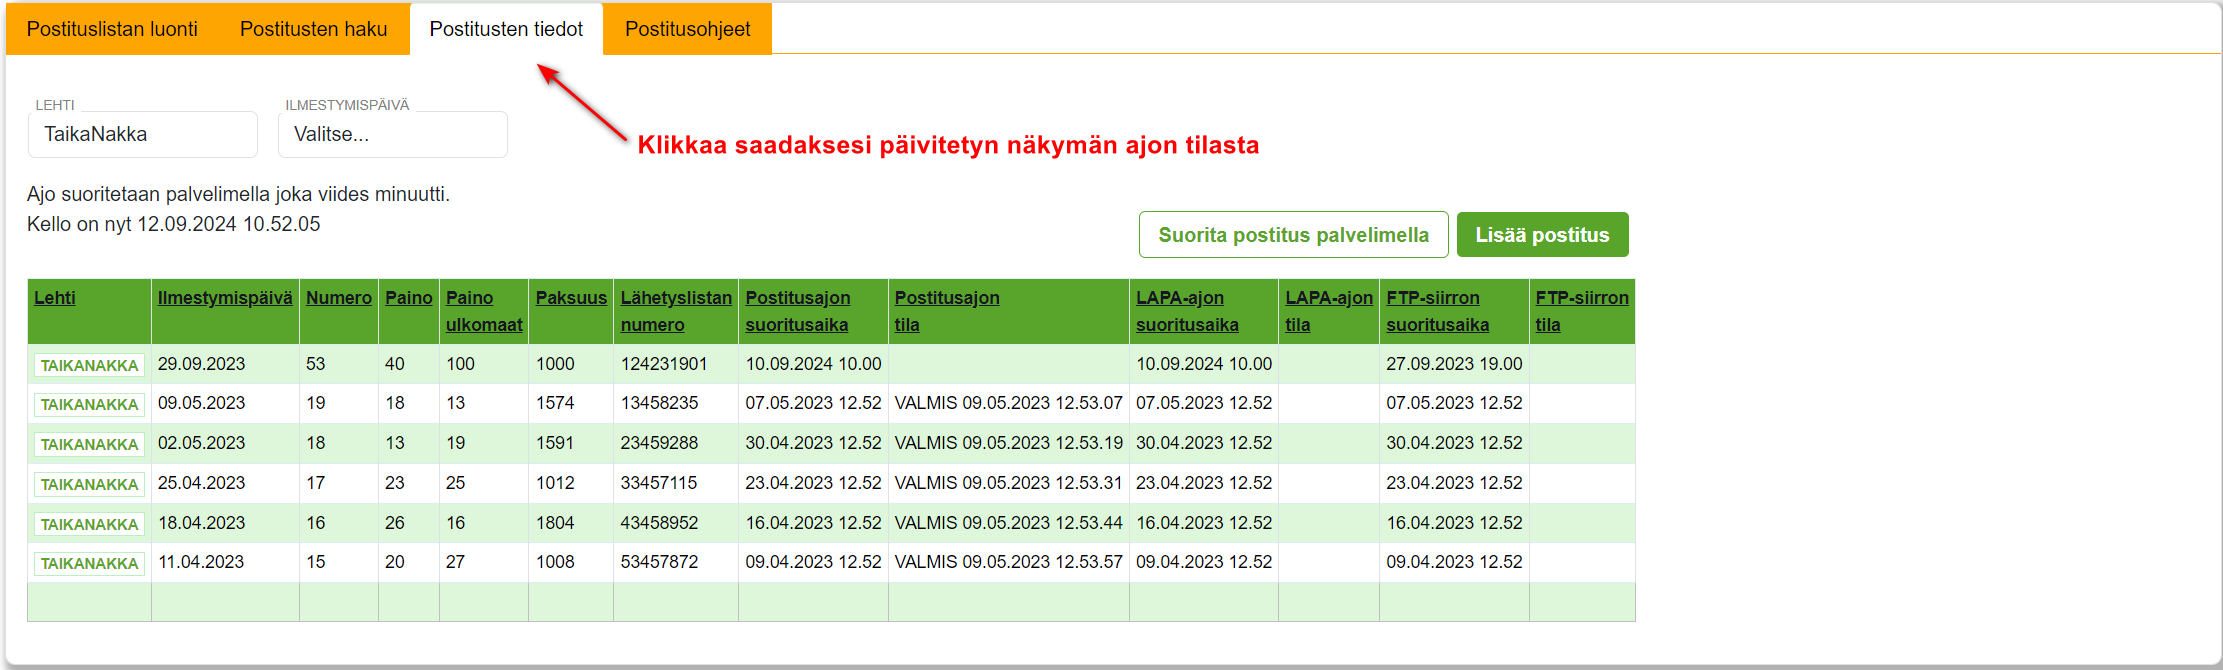 Postituslistan luonti Postitusten haku Postitusten tiedot Postitusohjeet
LEHTI ILMESTYMISPÄIVÄ
TaikaNakka Valitse...
Klikkaa saadaksesi päivitetyn näkymän ajon tilasta
Ajo suoritetaan palvelimella joka viides minuutti.
Kello on nyt 12.09.2024 10.52.05
Suorita postitus palvelimella Lisää postitus
Lehti Ilmestymispäivä Numero Paino Paino Paksuus Lähetyslistan Postitusajon Postitusajon LAPA-ajon LAPA-ajon FTP-siirron FTP-siirron
ulkomaat numero suoritusaika tila suoritusaika tila suoritusaika tila
TAIKANAKKA 29.09.2023 53 40 100 1000 124231901 10.09.2024 10.00 10.09.2024 10.00 27.09.2023 19.00
TAIKANAKKA 09.05.2023 19 18 13 1574 13458235 07.05.2023 12.52 VALMIS 09.05.2023 12.53.07 07.05.2023 12.52 07.05.2023 12.52
TAIKANAKKA 02.05.2023 18 13 19 1591 23459288 30.04.2023 12.52 VALMIS 09.05.2023 12.53.19 30.04.2023 12.52 30.04.2023 12.52
TAIKANAKKA 25.04.2023 17 23 25 1012 33457115 23.04.2023 12.52 VALMIS 09.05.2023 12.53.31 23.04.2023 12.52 23.04.2023 12.52
TAIKANAKKA 18.04.2023 16 26 16 1804 43458952 16.04.2023 12.52 VALMIS 09.05.2023 12.53.44 16.04.2023 12.52 16.04.2023 12.52
TAIKANAKKA 11.04.2023 15 20 27 1008 53457872 09.04.2023 12.52 VALMIS 09.05.2023 12.53.57 09.04.2023 12.52 09.04.2023 12.52